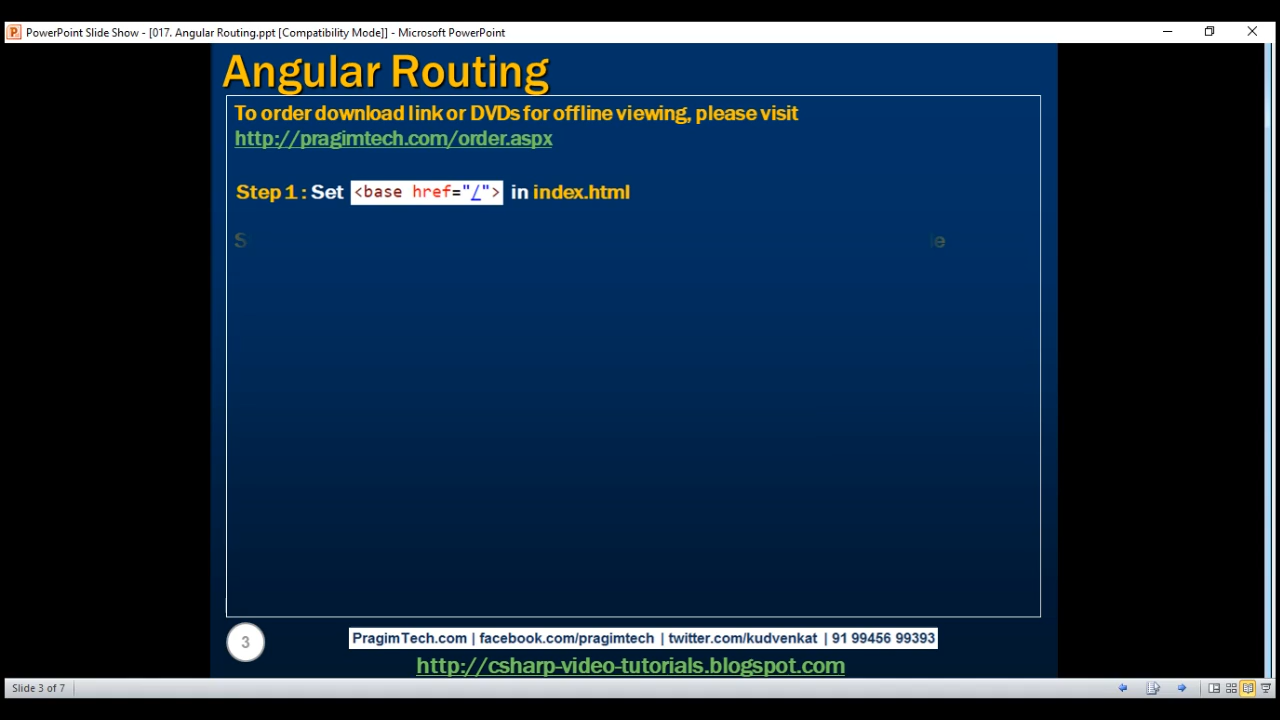 PowerPoint Slide Show - [017. Angular Routing.ppt [Compatibility Mode]] - Microsoft PowerPoint
Angular Routing
To order download link or DVDs for offline viewing, please visit
http://pragimtech.com/order.aspx
Step 1 : Set <base href="/"> in index.html
3
PragimTech.com | facebook.com/pragimtech | twitter.com/kudvenkat | 91 99456 99393
http://csharp-video-tutorials.blogspot.com
Slide 3 of 7